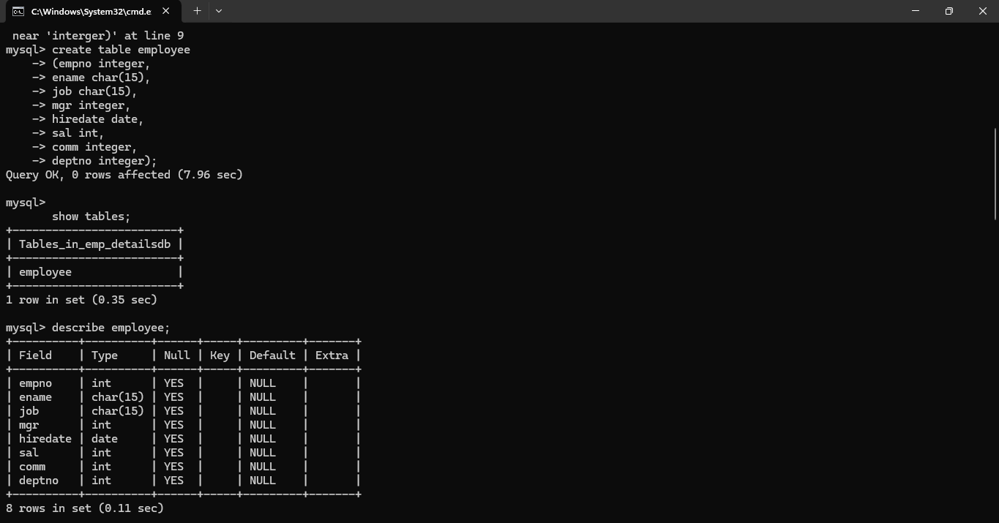 C:\Windows\System32\cmd.e
near 'interger)' at line 9
mysql> create table employee
    -> (empno integer,
    -> ename char(15),
    -> job char(15),
    -> mgr integer,
    -> hiredate date,
    -> sal int,
    -> comm integer,
    -> deptno integer);
Query OK, 0 rows affected (7.96 sec)
mysql>
       show tables;
+-------------------------+
| Tables_in_emp_detailsdb |
+-------------------------+
| employee                |
+-------------------------+
1 row in set (0.35 sec)
mysql> describe employee;
+----------+----------+------+-----+---------+-------+
| Field    | Type     | Null | Key | Default | Extra |
+----------+----------+------+-----+---------+-------+
| empno    | int      | YES  |     | NULL    |       |
| ename    | char(15) | YES  |     | NULL    |       |
| job      | char(15) | YES  |     | NULL    |       |
| mgr      | int      | YES  |     | NULL    |       |
| hiredate | date     | YES  |     | NULL    |       |
| sal      | int      | YES  |     | NULL    |       |
| comm     | int      | YES  |     | NULL    |       |
| deptno   | int      | YES  |     | NULL    |       |
+----------+----------+------+-----+---------+-------+
8 rows in set (0.11 sec)